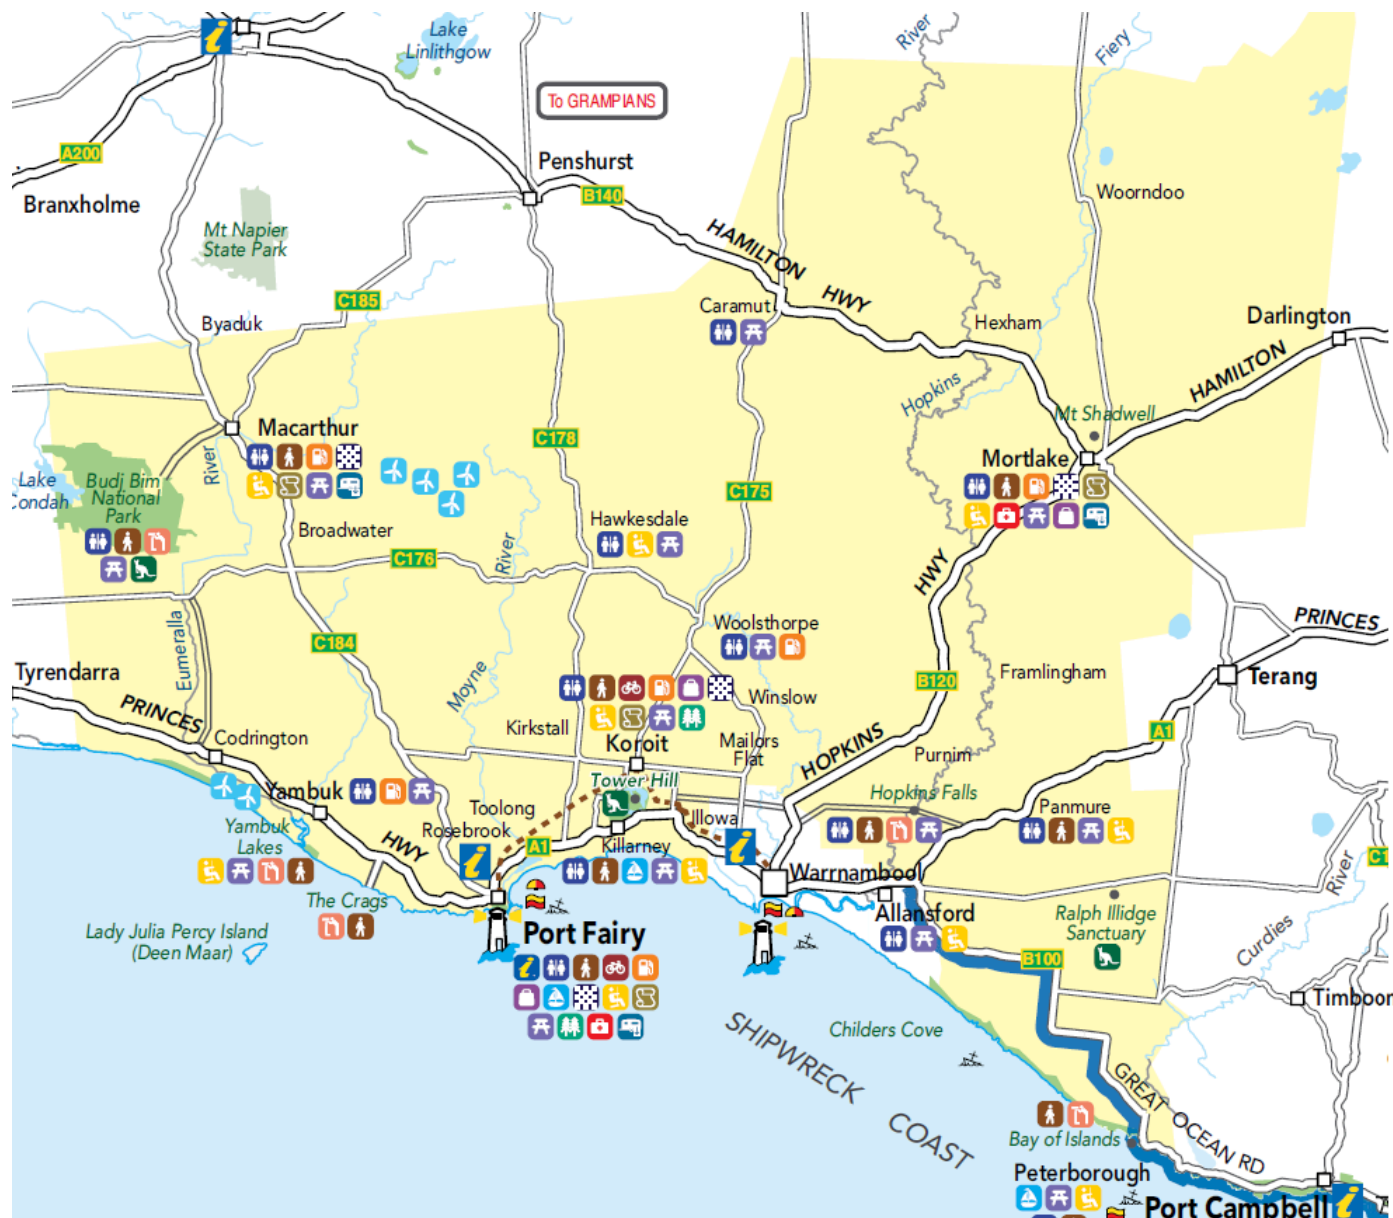 Lake
Linlithgow
River
Fiery
To GRAMPIANS
A200
Penshurst
B140
Branxholme
Woorndoo
Mt Napier
State Park
HAMILTON
HWY
C185
Caramut
Byaduk
Hexham
Darlington
HAMILTON
Hopkins
Mt Shadwell
Macarthur
C178
River
Mortlake
Lake
Condah
Budj Bim
National
Park
C175
Broadwater
Hawkesdale
C176
River
HWY
Eumeralla
Woolsthorpe
PRINCES
C184
Tyrendarra
Moyne
B120
Framlingham
Terang
PRINCES
Winslow
Kirkstall
Koroit
Mailors
Flat
A1
Codrington
HOPKINS
Purnim
Tower Hill
Hopkins Falls
Yambuk
Toolong
Rosebrook
Illowa
Panmure
Yambuk
Lakes
HWY
A1
Killarney
C1
River
Warrnambool
The Crags
Allansford
Ralph Illidge
Sanctuary
Curdies
Lady Julia Percy Island
(Deen Maar)
Port Fairy
B100
Timboon
SHIPWRECK
COAST
Childers Cove
GREAT OCEAN RD
Bay of Islands
Peterborough
Port Campbell